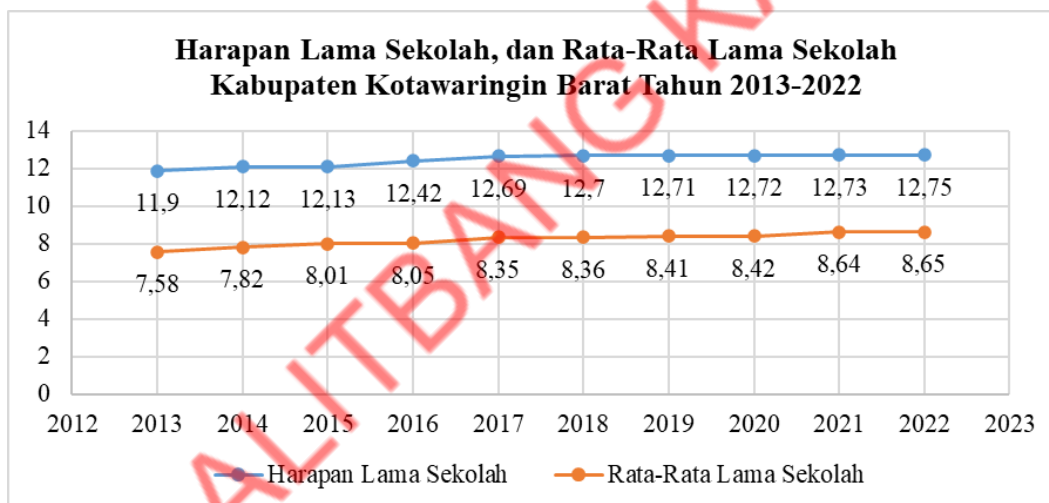 Harapan Lama Sekolah, dan Rata-Rata Lama Sekolah
Kabupaten Kotawaringin Barat Tahun 2013-2022
14
12
10
8
6
4
2
0
11,9 12,12 12,13 12,42 12,69 12,7 12,71 12,72 12,73 12,75
7,58 7,82 8,01 8,05 8,35 8,36 8,41 8,42 8,64 8,65
2012 2013 2014 2015 2016 2017 2018 2019 2020 2021 2022 2023
Harapan Lama Sekolah Rata-Rata Lama Sekolah
ALITBANG KA